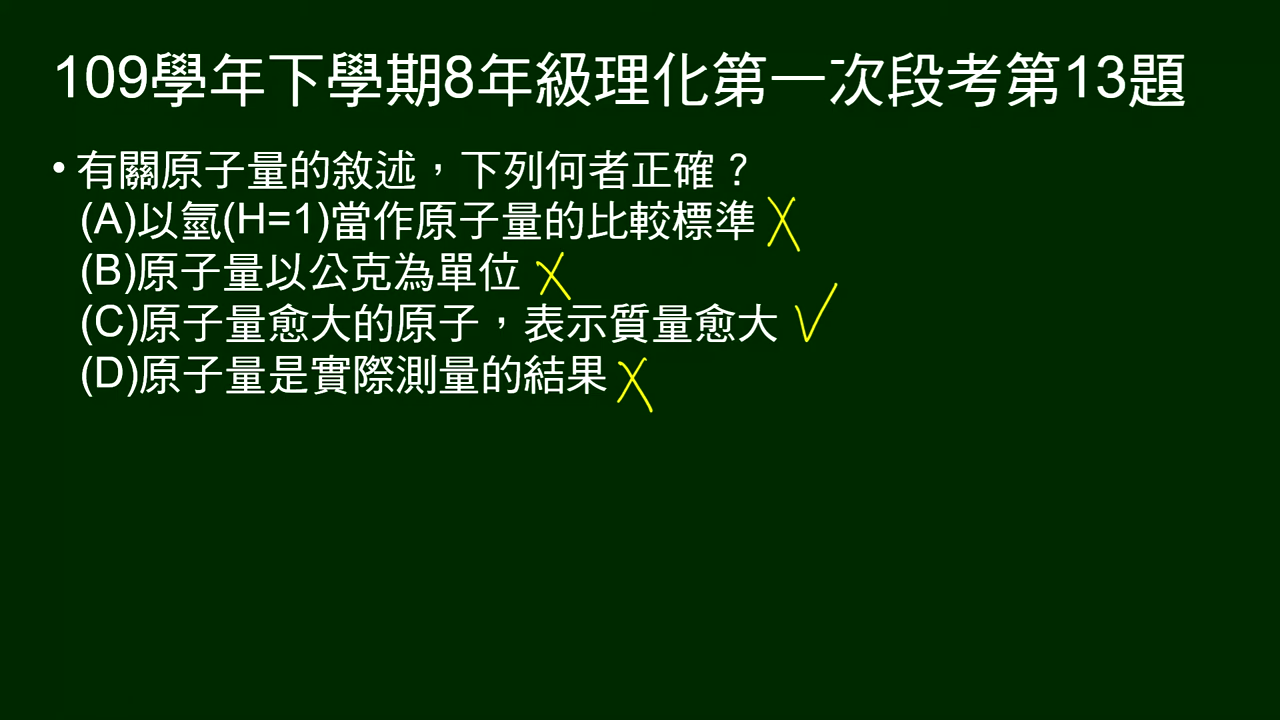 109學年下學期8年級理化第一次段考第13題
•有關原子量的敘述，下列何者正確？
(A)以氫(H=1)當作原子量的比較標準 X
(B)原子量以公克為單位 X
(C)原子量愈大的原子，表示質量愈大 ✓
(D)原子量是實際測量的結果 X